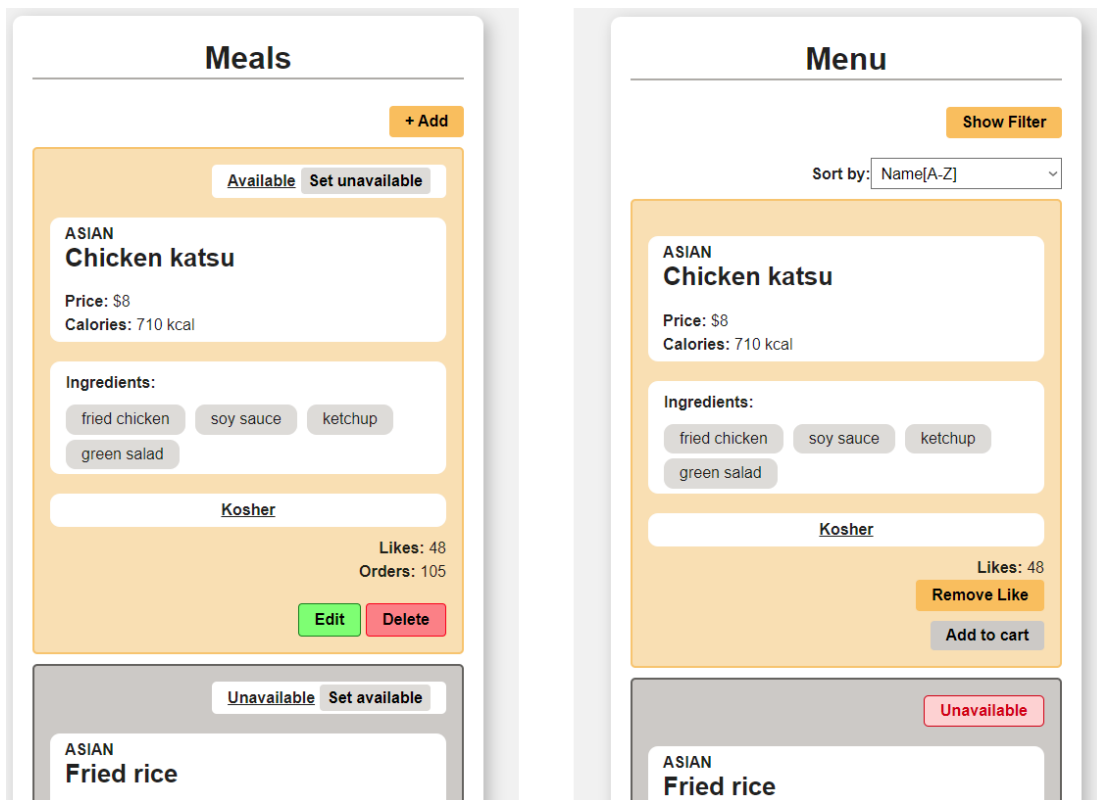 Meals
+ Add
Available Set unavailable
ASIAN
Chicken katsu
Price: $8
Calories: 710 kcal
Ingredients:
fried chicken soy sauce ketchup
green salad
Kosher
Likes: 48
Orders: 105
Edit Delete
Unavailable Set available
ASIAN
Fried rice
Menu
Show Filter
Sort by: Name[A-Z]
ASIAN
Chicken katsu
Price: $8
Calories: 710 kcal
Ingredients:
fried chicken soy sauce ketchup
green salad
Kosher
Likes: 48
Remove Like
Add to cart
Unavailable
ASIAN
Fried rice